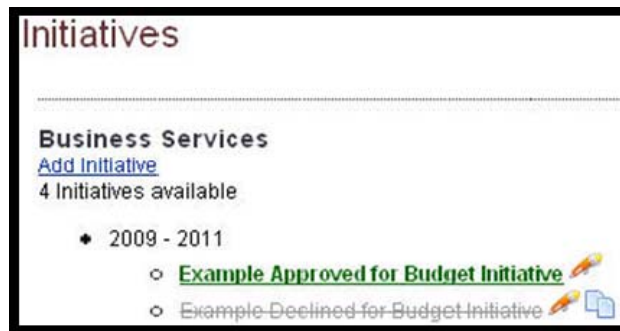 Initiatives
Business Services
Add Initiative
4 Initiatives available
2009 - 2011
Example Approved for Budget Initiative
Example Declined for Budget Initiative